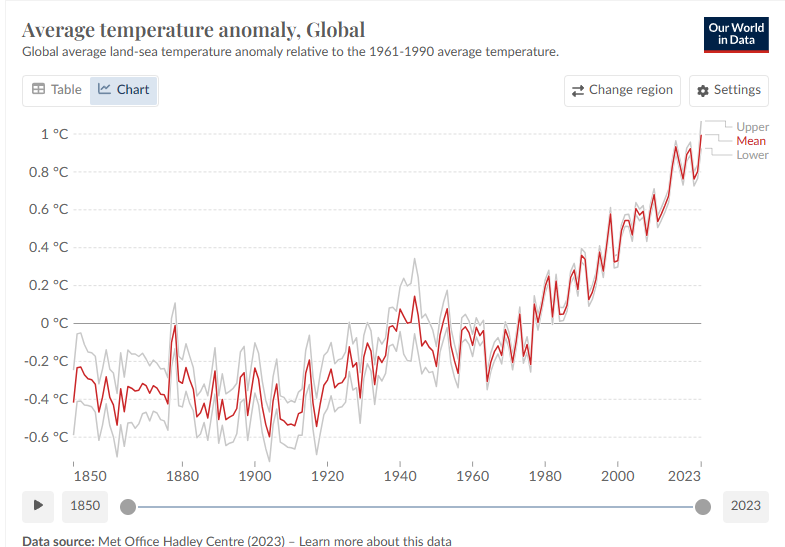 Average temperature anomaly, Global
Global average land-sea temperature anomaly relative to the 1961-1990 average temperature.
Our World
in Data
Table
Chart
Change region
Settings
1 °C
0.8 °C
0.6 °C
0.4 °C
0.2 °C
0 °C
-0.2 °C
-0.4 °C
-0.6 °C
Upper
Mean
Lower
1850 1880 1900 1920 1940 1960 1980 2000 2023
1850 2023
Data source: Met Office Hadley Centre (2023) – Learn more about this data